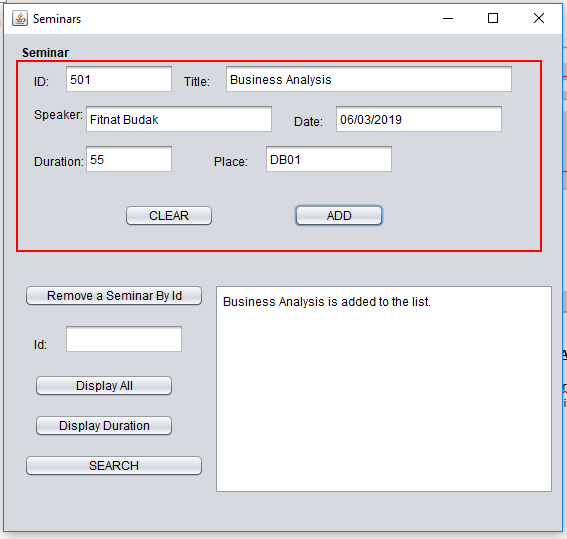 Seminars
Seminar
ID: 501 Title: Business Analysis
Speaker: Fitnat Budak Date: 06/03/2019
Duration: 55 Place: DB01
CLEAR ADD
Remove a Seminar By Id
Business Analysis is added to the list.
Id:
Display All
Display Duration
SEARCH